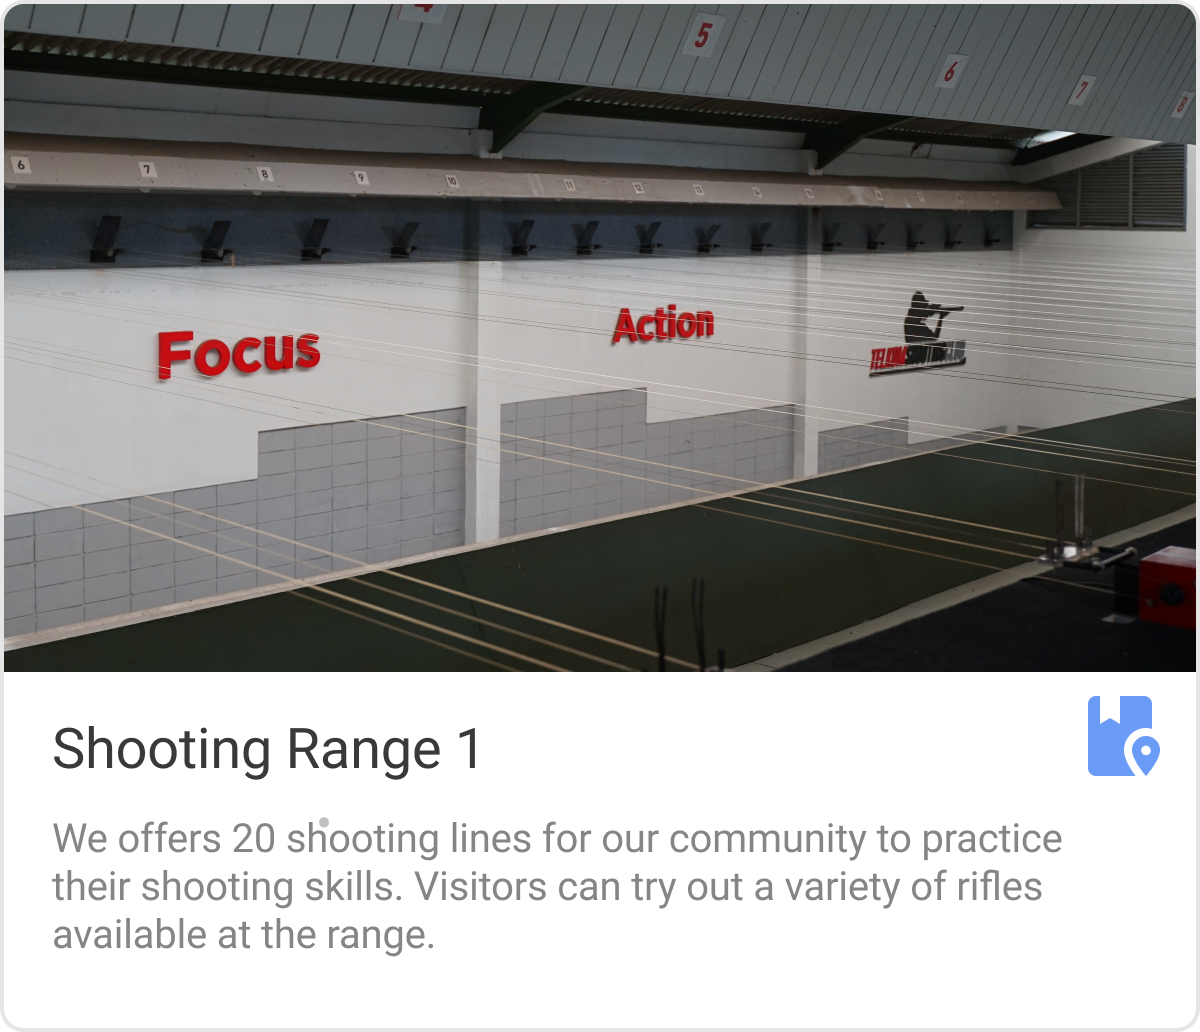 4
5
6
7
8
6
7
8
9
10
11
12
13
14
Focus
Action
Shooting Range 1
We offers 20 shooting lines for our community to practice
their shooting skills. Visitors can try out a variety of rifles
available at the range.